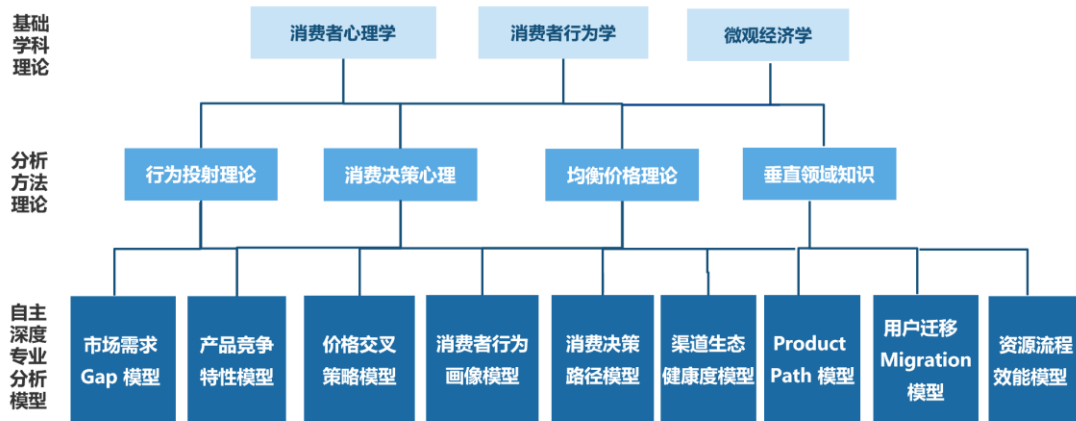 基础
学科
理论
消费者心理学
消费者行为学
微观经济学
分析
方法
理论
行为投射理论
消费决策心理
均衡价格理论
垂直领域知识
自主
深度
专业
分析
模型
市场需求
Gap 模型
产品竞争
特性模型
价格交叉
策略模型
消费者行为
画像模型
消费决策
路径模型
渠道生态
健康度模型
Product
Path 模型
用户迁移
Migration
模型
资源流程
效能模型